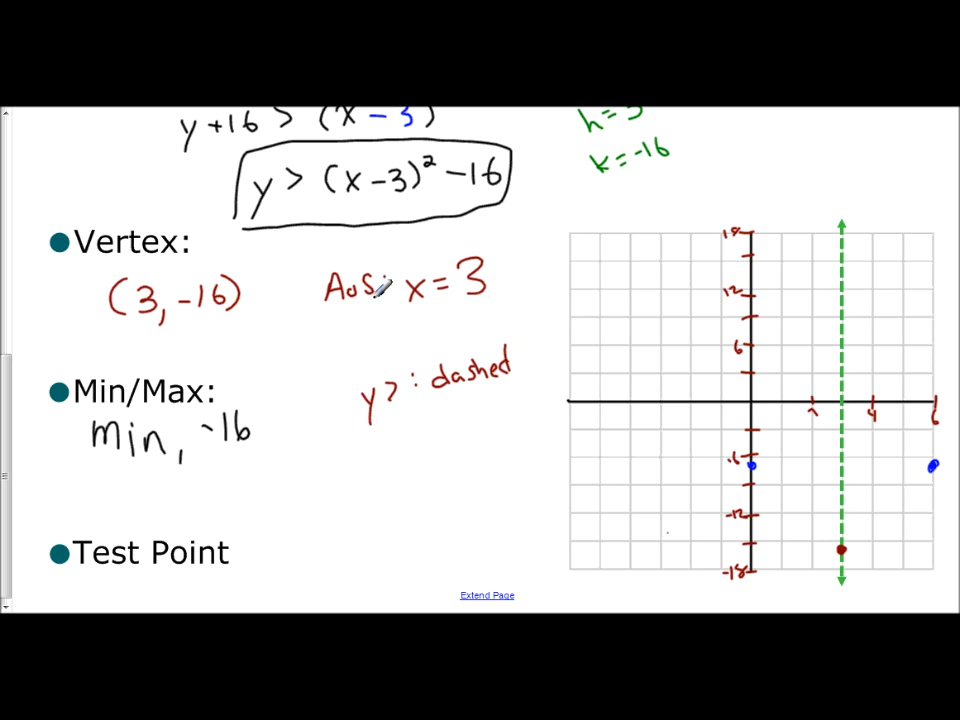 y+16 > (x-3)
h=3
k=-16
y > (x-3)² -16
Vertex:
(3, -16) AoS: x=3
y> : dashed
Min/Max:
min, -16
Test Point
Extend Page
18
12
6
2 4 6
-6
-12
-18